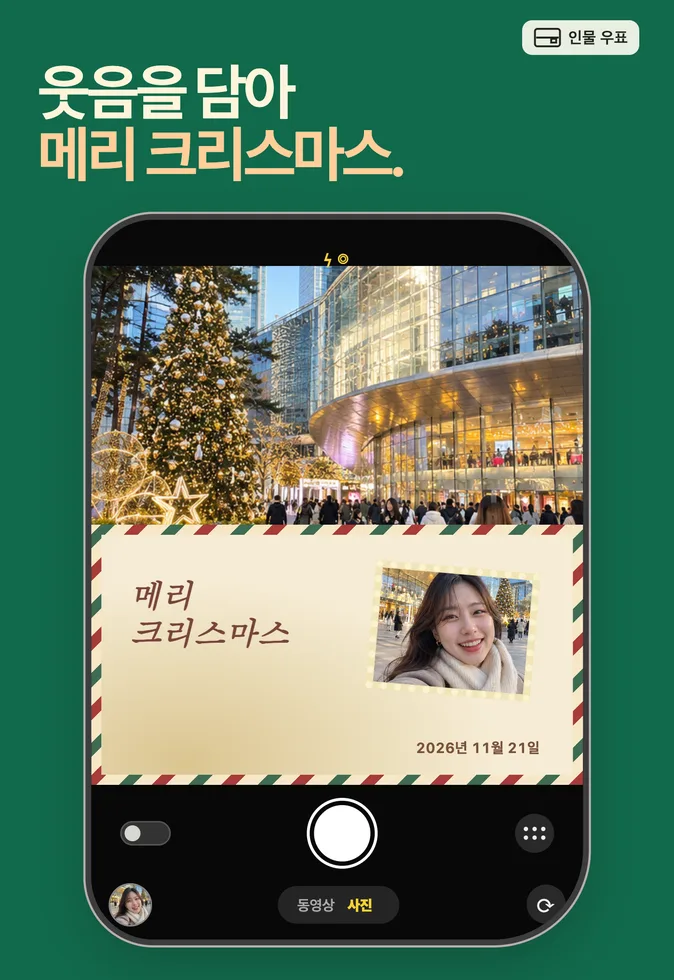 인물 우표
웃음을 담아
메리 크리스마스.
메리
크리스마스
2026년 11월 21일
동영상 사진